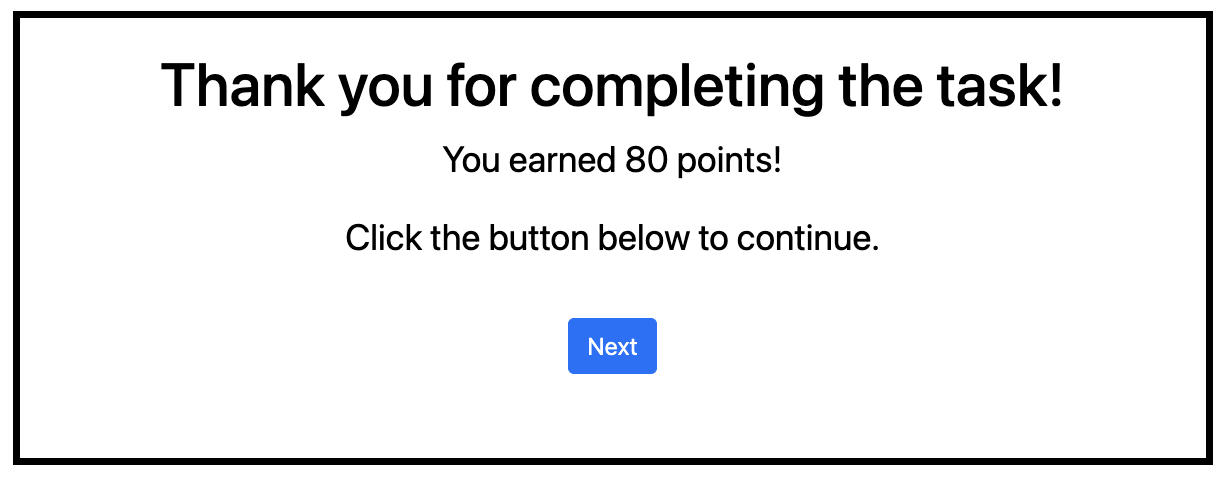 Thank you for completing the task!
You earned 80 points!
Click the button below to continue.
Next